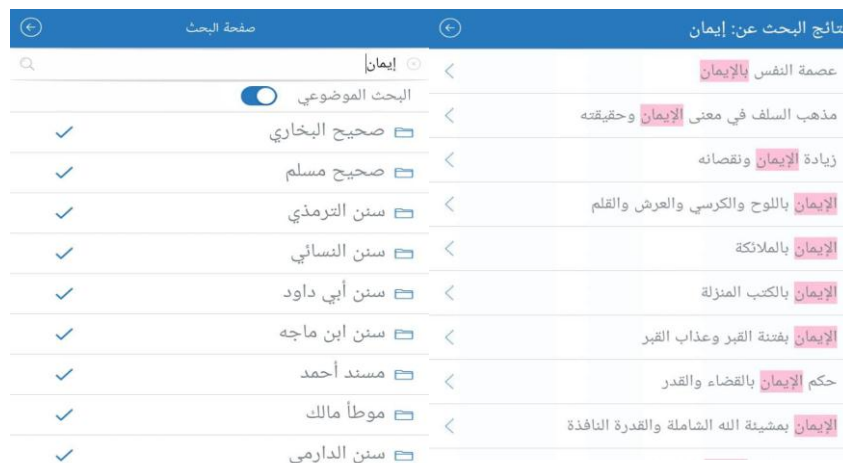 نتائج البحث عن: إيمان
عصمة النفس بالإيمان
مذهب السلف في معنى الإيمان وحقيقته
زيادة الإيمان ونقصانه
الإيمان باللوح والكرسي والعرش والقلم
الإيمان بالملائكة
الإيمان بالكتب المنزلة
الإيمان بفتنة القبر وعذاب القبر
حكم الإيمان بالقضاء والقدر
الإيمان بمشيئة الله الشاملة والقدرة النافذة
صفحة البحث
إيمان
البحث الموضوعي
صحيح البخاري
صحيح مسلم
سنن الترمذي
سنن النسائي
سنن أبي داود
سنن ابن ماجه
مسند أحمد
موطأ مالك
سنن الدارمي